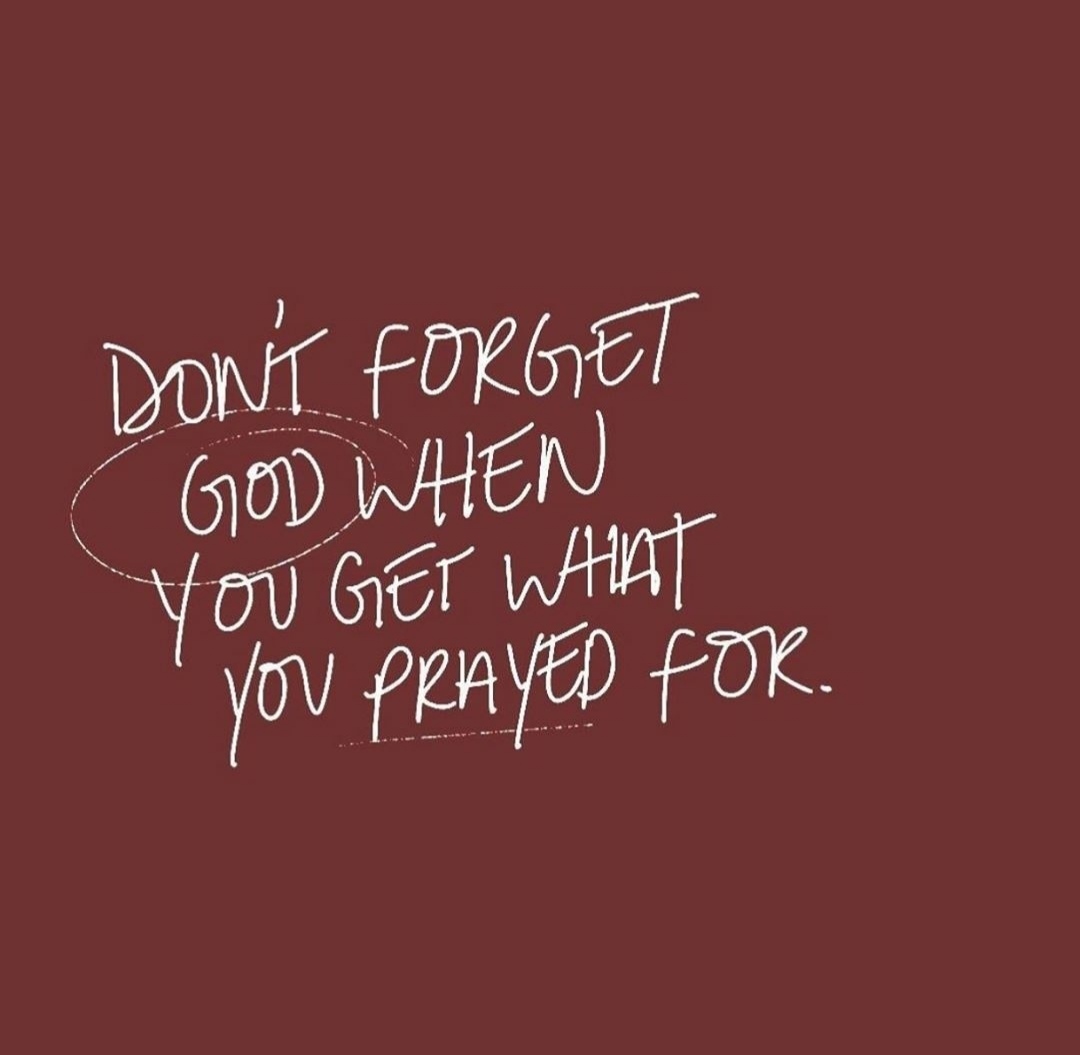 DON'T FORGET
GOD WHEN
YOU GET WHAT
YOU PRAYED FOR.